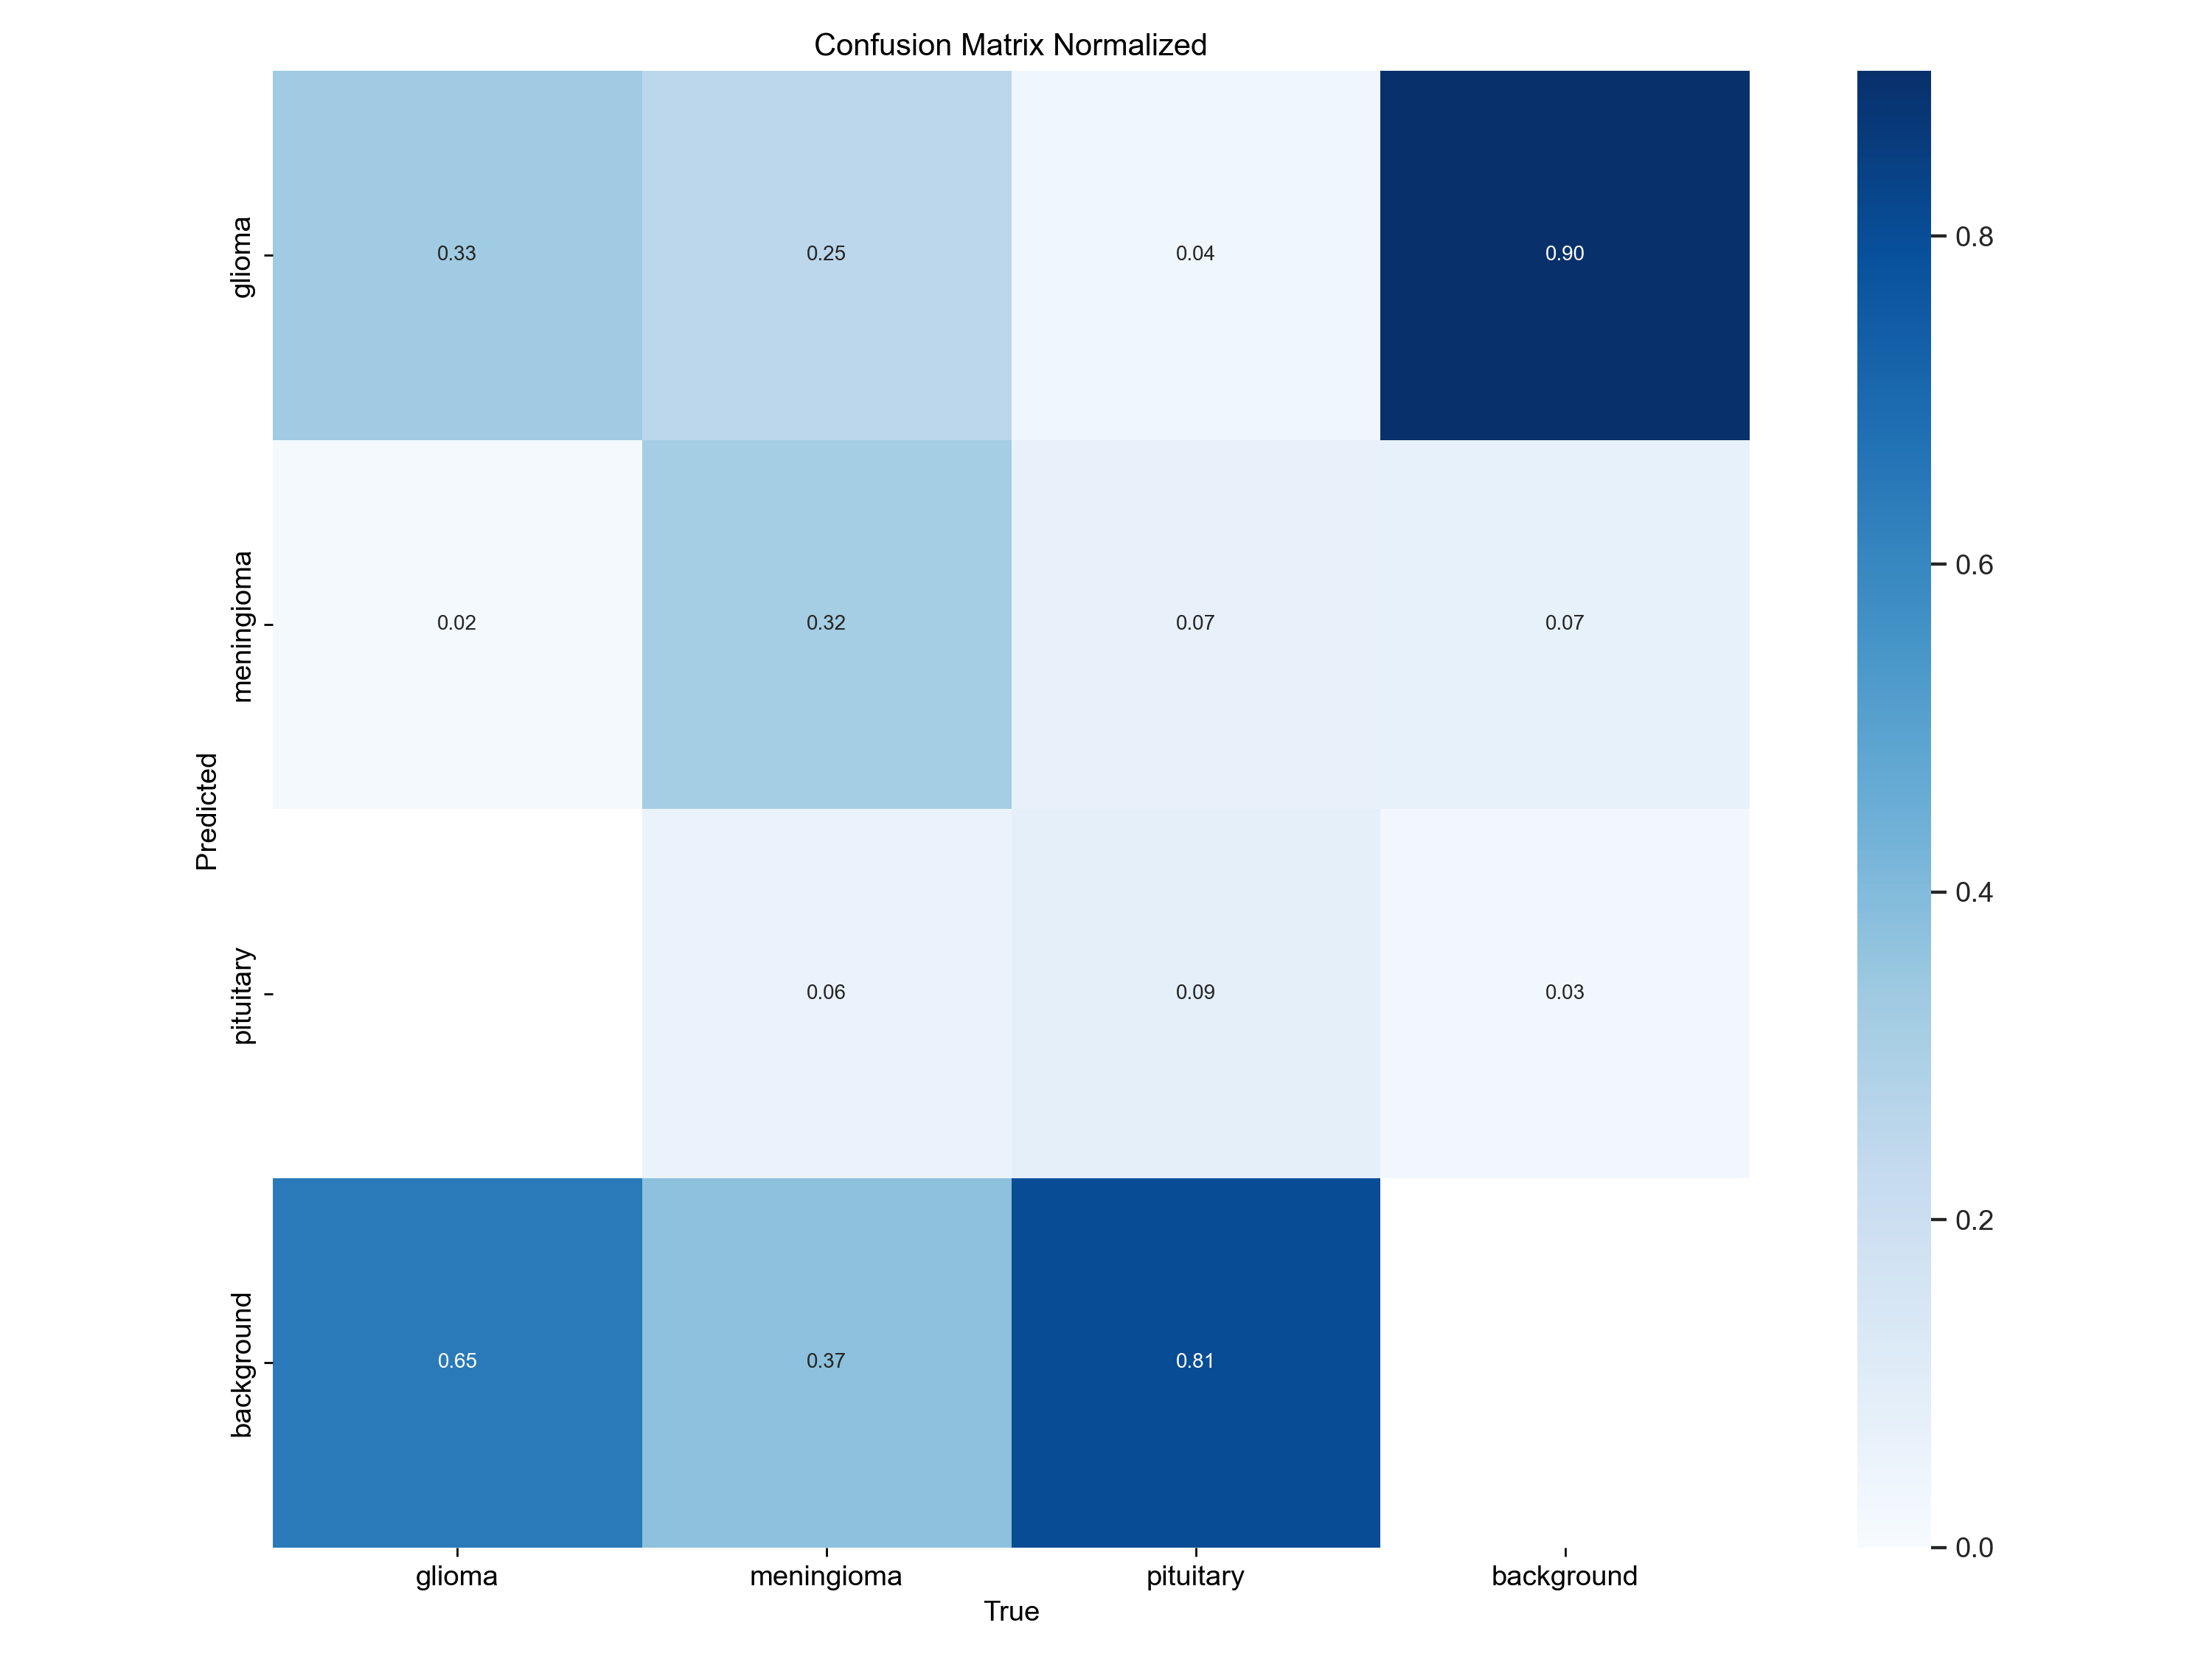 Confusion Matrix Normalized
glioma
0.33
0.25
0.04
0.90
meningioma
0.02
0.32
0.07
0.07
pituitary
0.06
0.09
0.03
background
0.65
0.37
0.81
Predicted
glioma
meningioma
pituitary
background
True
0.8
0.6
0.4
0.2
0.0